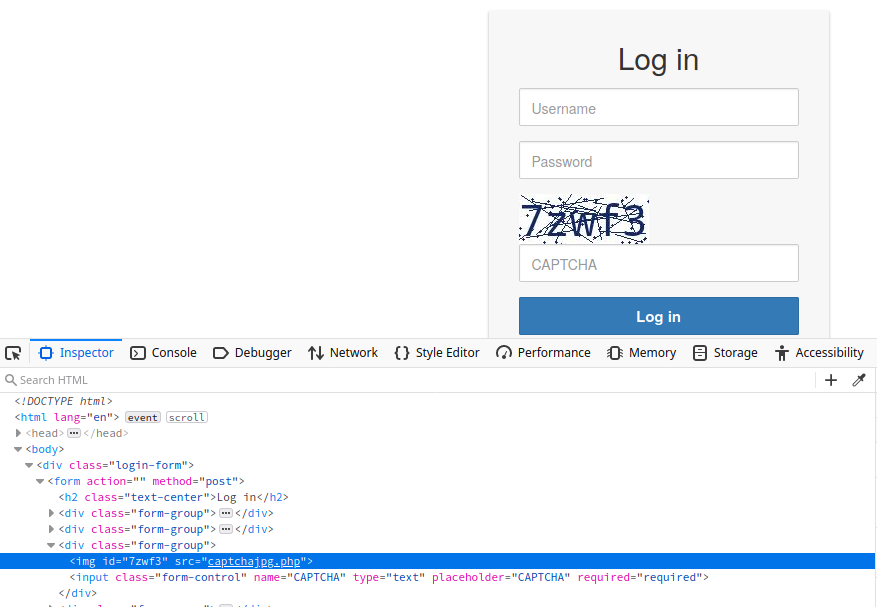 Log in
Username
Password
7zwf3
CAPTCHA
Log in
Inspector Console Debugger Network {} Style Editor Performance Memory Storage Accessibility
Search HTML
<!DOCTYPE html>
<html lang="en"> event scroll
<head> ••• </head>
<body>
<div class="login-form">
<form action="" method="post">
<h2 class="text-center">Log in</h2>
<div class="form-group"> ••• </div>
<div class="form-group"> ••• </div>
<div class="form-group">
<img id="7zwf3" src="captchajpg.php">
<input class="form-control" name="CAPTCHA" type="text" placeholder="CAPTCHA" required="required">
</div>